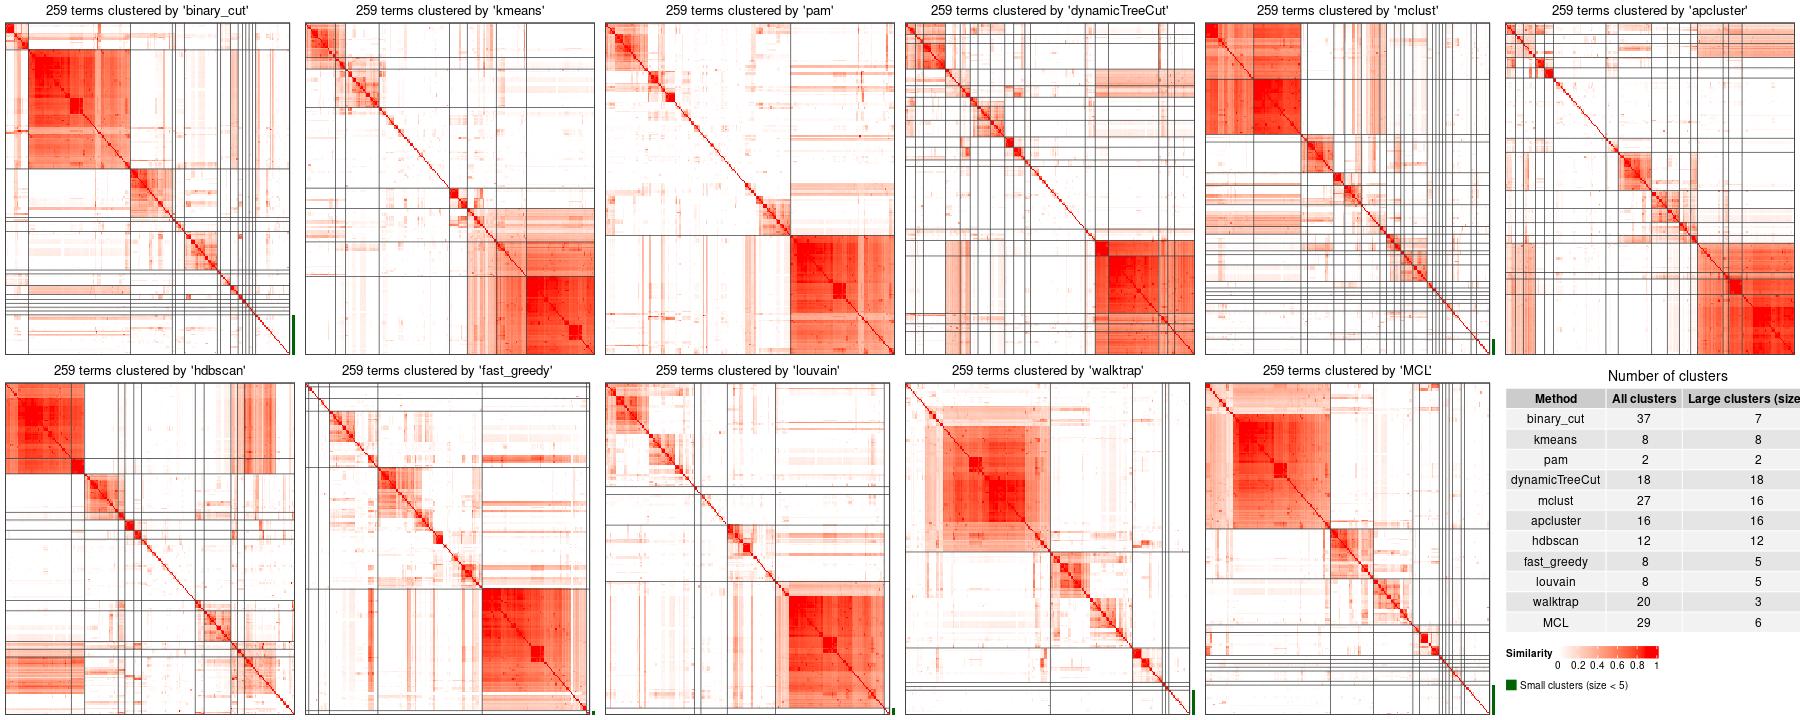 259 terms clustered by 'binary_cut'
259 terms clustered by 'kmeans'
259 terms clustered by 'pam'
259 terms clustered by 'dynamicTreeCut'
259 terms clustered by 'mclust'
259 terms clustered by 'apcluster'
259 terms clustered by 'hdbscan'
259 terms clustered by 'fast_greedy'
259 terms clustered by 'louvain'
259 terms clustered by 'walktrap'
259 terms clustered by 'MCL'
Number of clusters
Method All clusters Large clusters (size
binary_cut 37 7
kmeans 8 8
pam 2 2
dynamicTreeCut 18 18
mclust 27 16
apcluster 16 16
hdbscan 12 12
fast_greedy 8 5
louvain 8 5
walktrap 20 3
MCL 29 6
Similarity
0 0.2 0.4 0.6 0.8 1
Small clusters (size < 5)